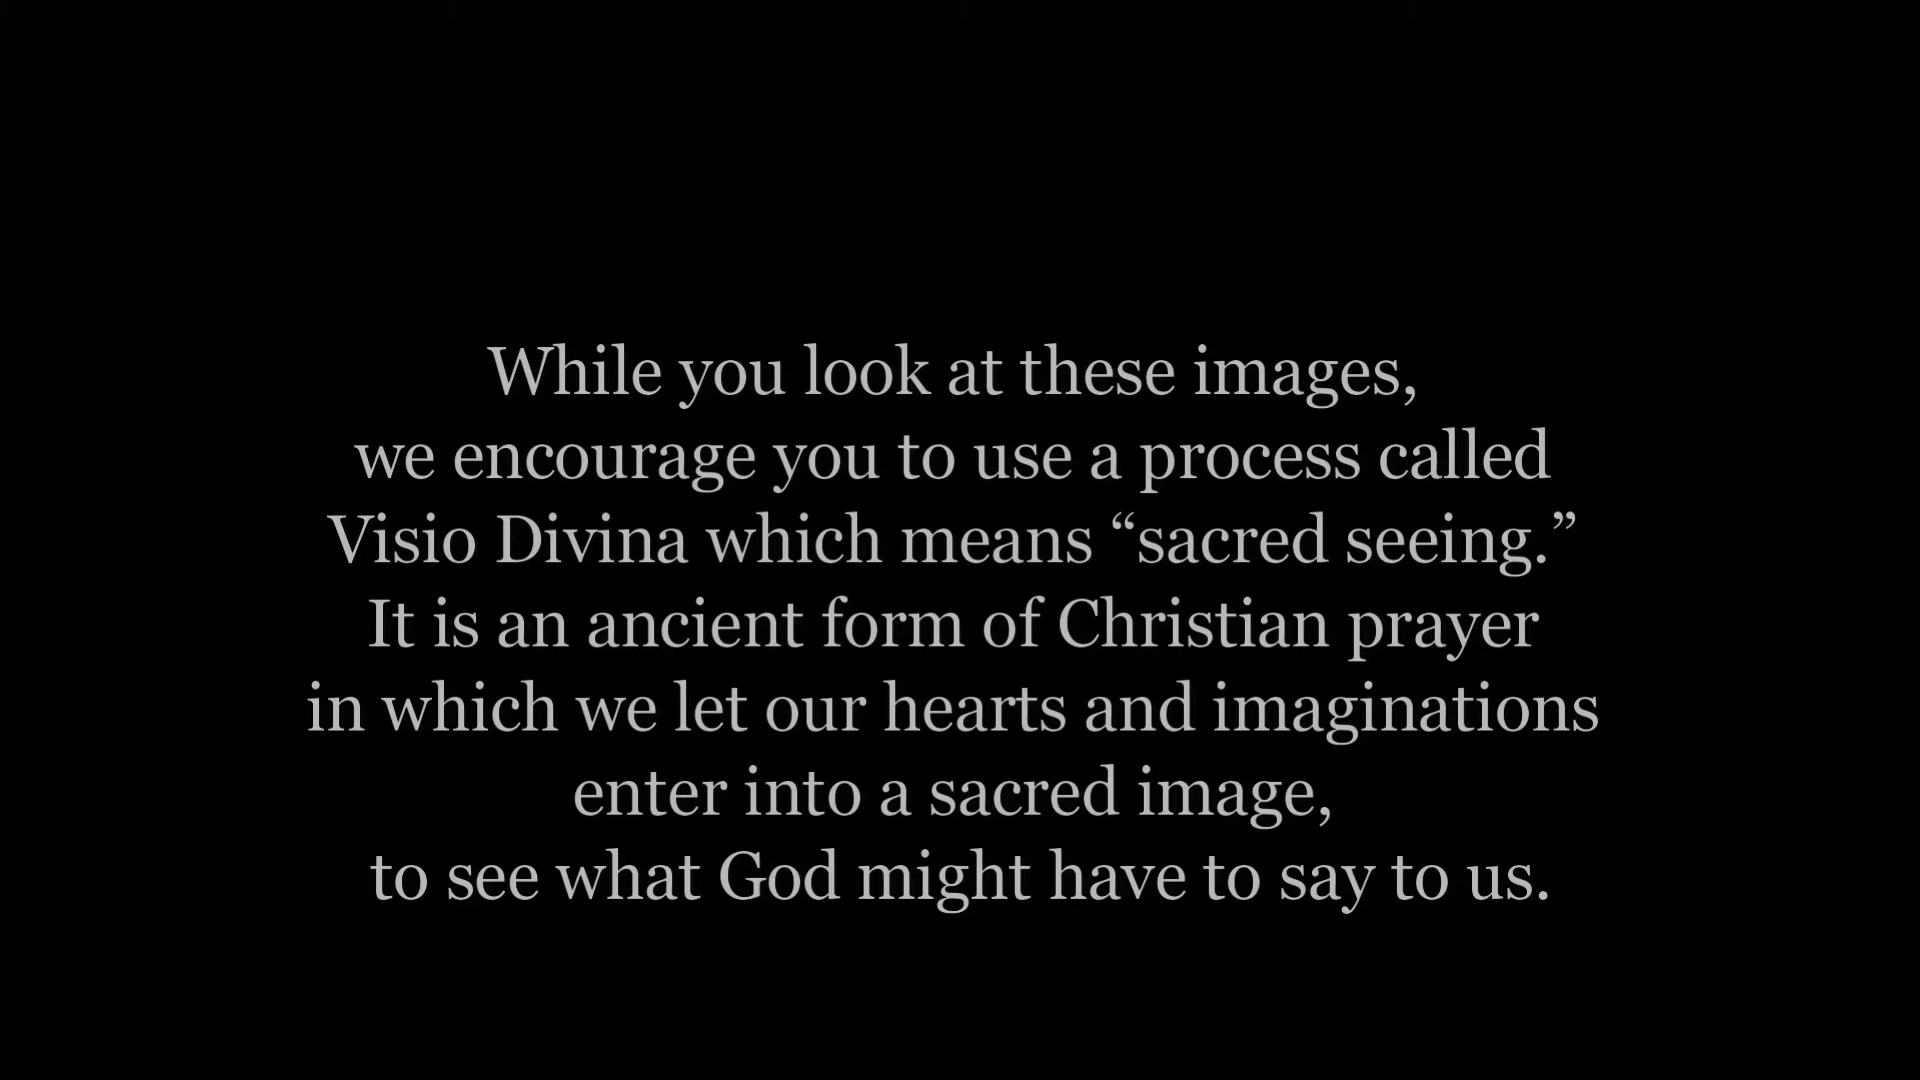 While you look at these images,
we encourage you to use a process called
Visio Divina which means “sacred seeing.”
It is an ancient form of Christian prayer
in which we let our hearts and imaginations
enter into a sacred image,
to see what God might have to say to us.